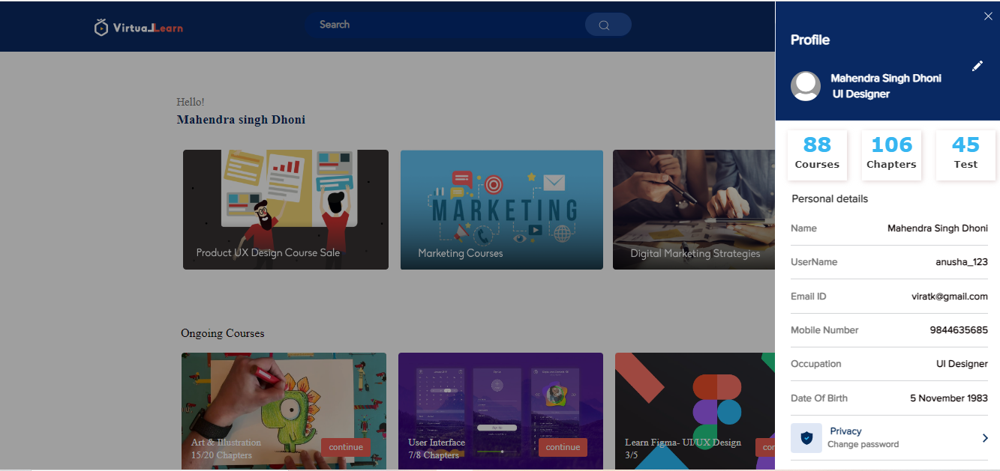 VirtualLearn
Search
Hello!
Mahendra singh Dhoni
Product UX Design Course Sale
MARKETING
Marketing Courses
Digital Marketing Strategies
Ongoing Courses
Art & Illustration
15/20 Chapters
continue
User Interface
7/8 Chapters
continue
Learn Figma- UI/UX Design
3/5
con
Profile
Mahendra Singh Dhoni
UI Designer
88
Courses
106
Chapters
45
Test
Personal details
Name Mahendra Singh Dhoni
UserName anusha_123
Email ID viratk@gmail.com
Mobile Number 9844635685
Occupation UI Designer
Date Of Birth 5 November 1983
Privacy
Change password